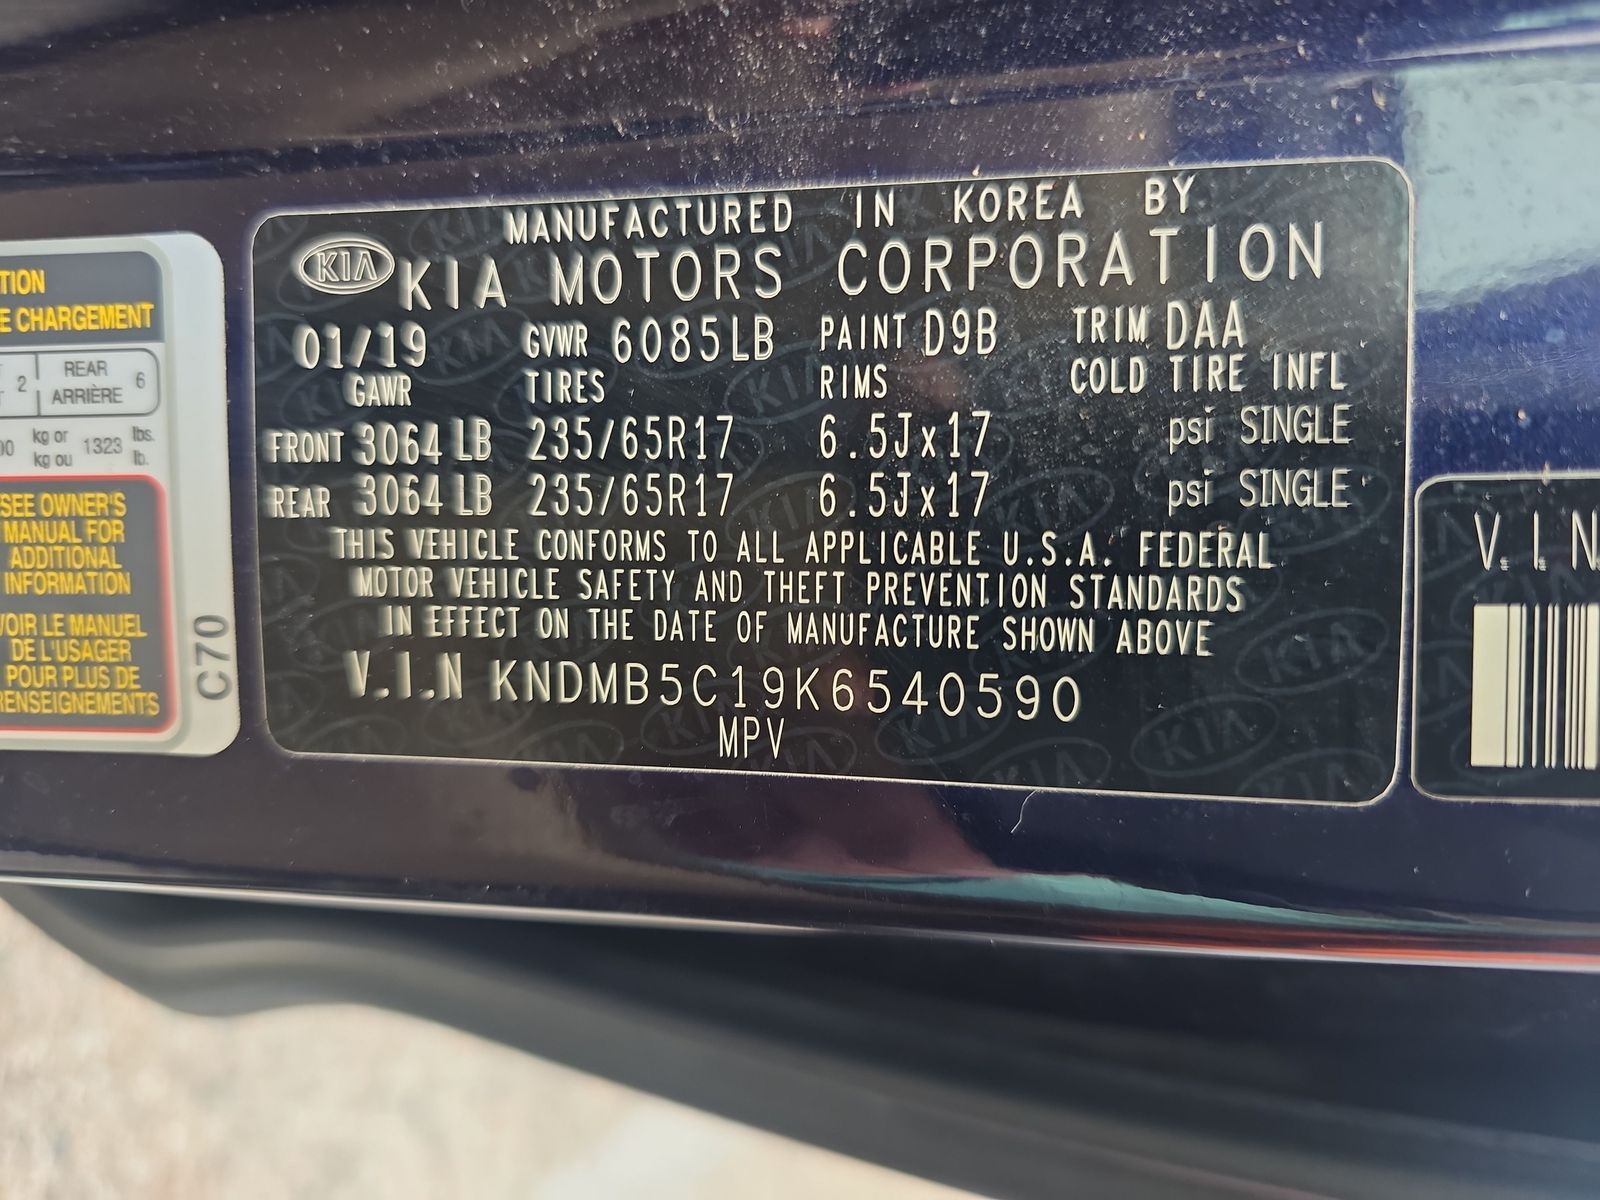 MANUFACTURED IN KOREA BY
KIA KIA MOTORS CORPORATION
01/19 GVWR 6085LB PAINT D9B TRIM DAA
GAWR TIRES RIMS COLD TIRE INFL
FRONT 3064 LB 235/65R17 6.5Jx17 psi SINGLE
REAR 3064 LB 235/65R17 6.5Jx17 psi SINGLE
THIS VEHICLE CONFORMS TO ALL APPLICABLE U.S.A. FEDERAL
MOTOR VEHICLE SAFETY AND THEFT PREVENTION STANDARDS
IN EFFECT ON THE DATE OF MANUFACTURE SHOWN ABOVE
V.I.N KNDMB5C19K6540590
MPV
TION
E CHARGEMENT
2 REAR 6
ARRIÈRE
00 kg or 1323 lbs.
kg ou lb.
SEE OWNER'S
MANUAL FOR
ADDITIONAL
INFORMATION
VOIR LE MANUEL
DE L'USAGER
POUR PLUS DE
RENSEIGNEMENTS
C70
V.I.N